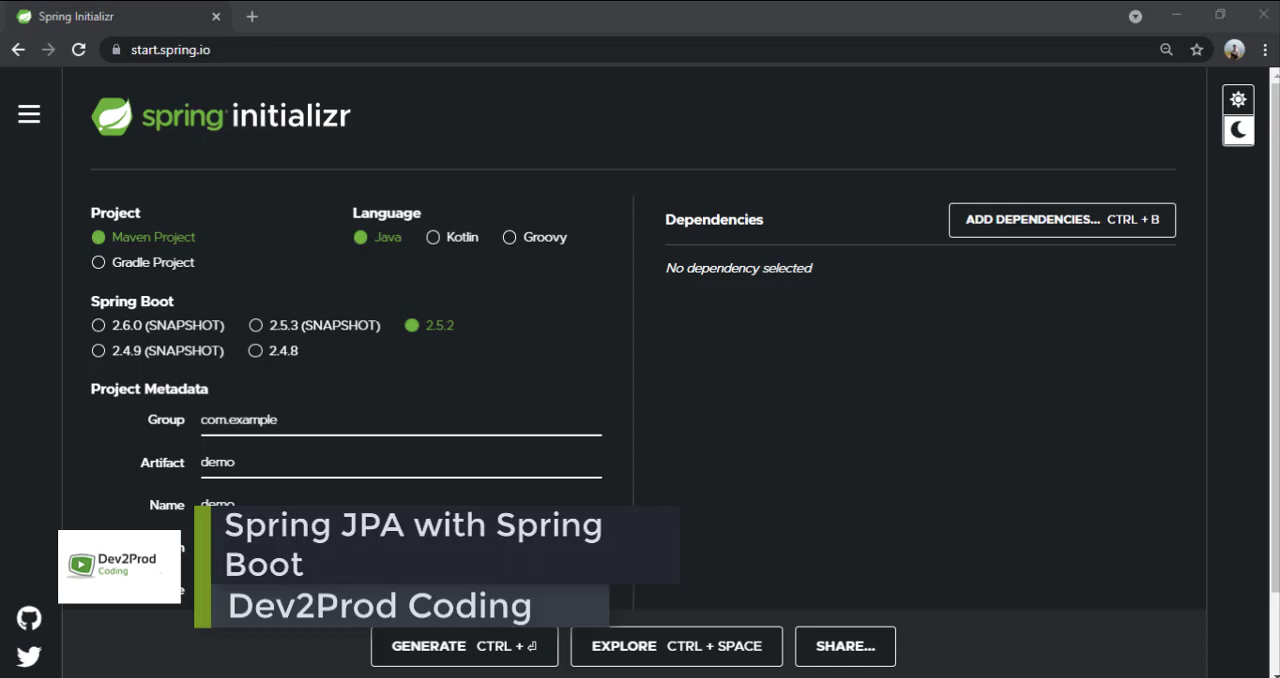 Spring Initializr
start.spring.io
spring initializr
Project
Language
Dependencies
ADD DEPENDENCIES... CTRL + B
Maven Project
Java
Kotlin
Groovy
Gradle Project
No dependency selected
Spring Boot
2.6.0 (SNAPSHOT)
2.5.3 (SNAPSHOT)
2.5.2
2.4.9 (SNAPSHOT)
2.4.8
Project Metadata
Group com.example
Artifact demo
Name demo
Spring JPA with Spring
Boot
Dev2Prod
Coding
Dev2Prod Coding
GENERATE CTRL + ⏎
EXPLORE CTRL + SPACE
SHARE...